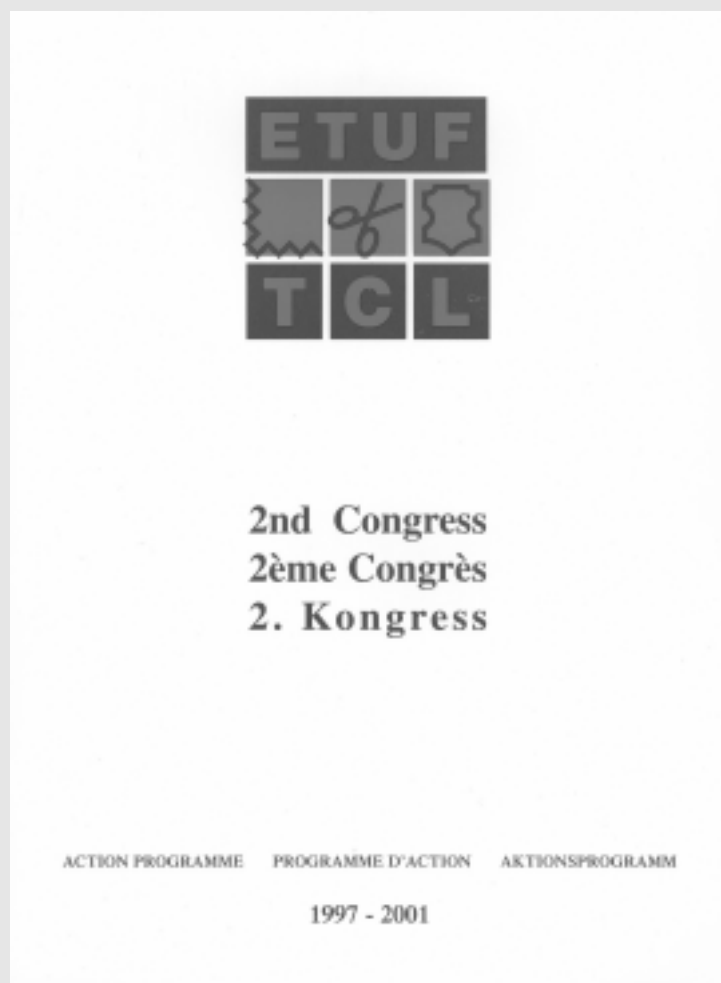 ETUF
TCL
2nd Congress
2ème Congrès
2. Kongress
ACTION PROGRAMME PROGRAMME D'ACTION AKTIONSPROGRAMM
1997 - 2001